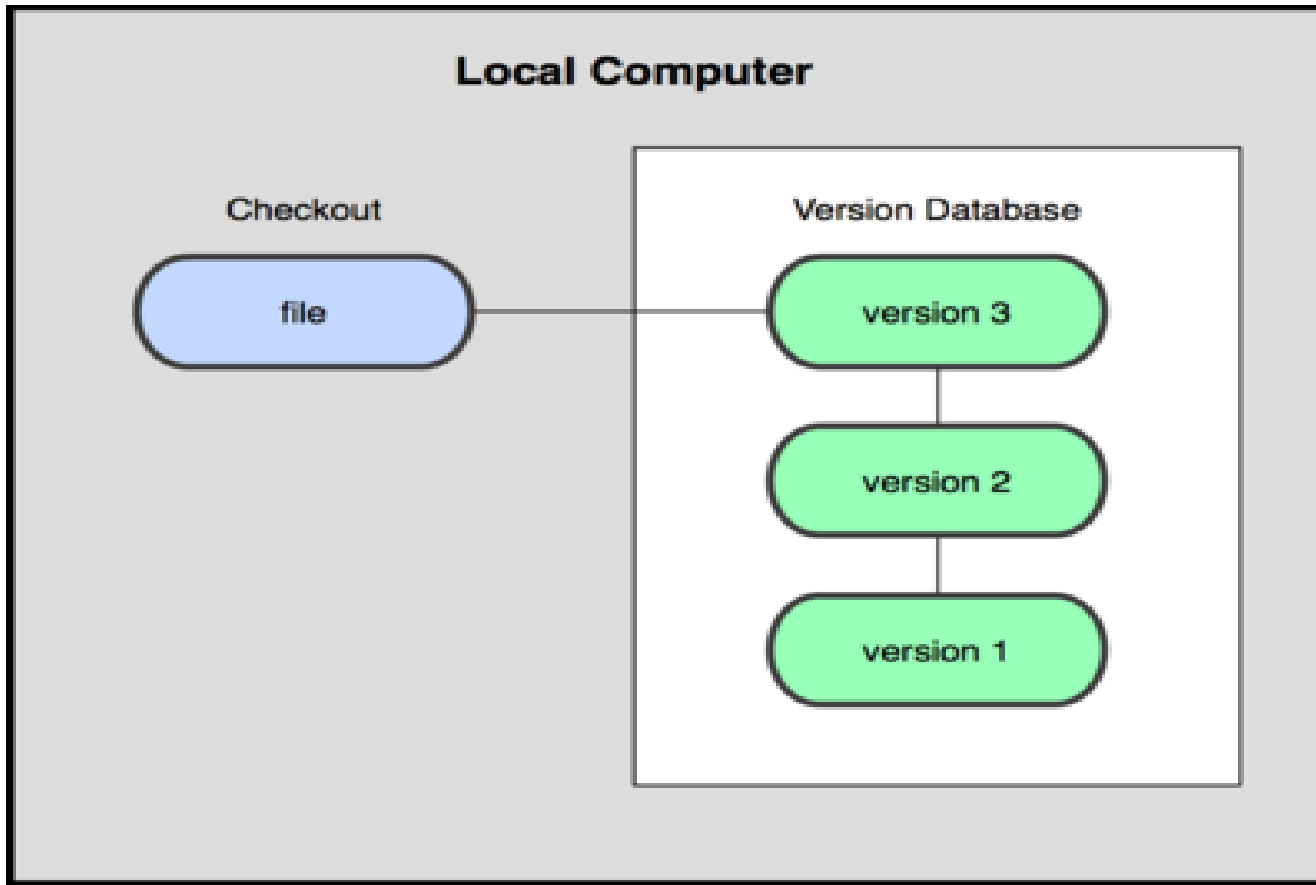 Local Computer
Checkout
Version Database
file
version 3
version 2
version 1